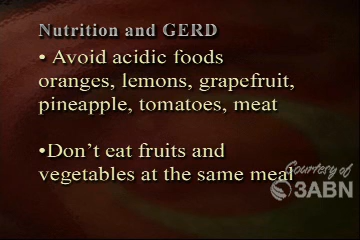 Nutrition and GERD
• Avoid acidic foods
oranges, lemons, grapefruit,
pineapple, tomatoes, meat
•Don't eat fruits and
vegetables at the same meal
Courtesy of
3ABN